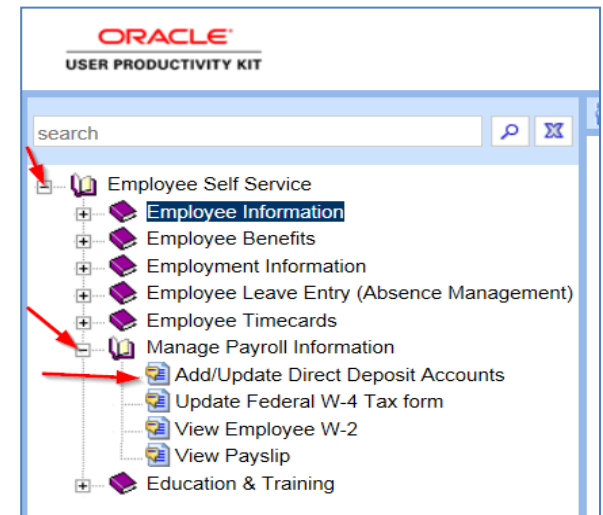 ORACLE
USER PRODUCTIVITY KIT
search
Employee Self Service
Employee Information
Employee Benefits
Employment Information
Employee Leave Entry (Absence Management)
Employee Timecards
Manage Payroll Information
Add/Update Direct Deposit Accounts
Update Federal W-4 Tax form
View Employee W-2
View Payslip
Education & Training